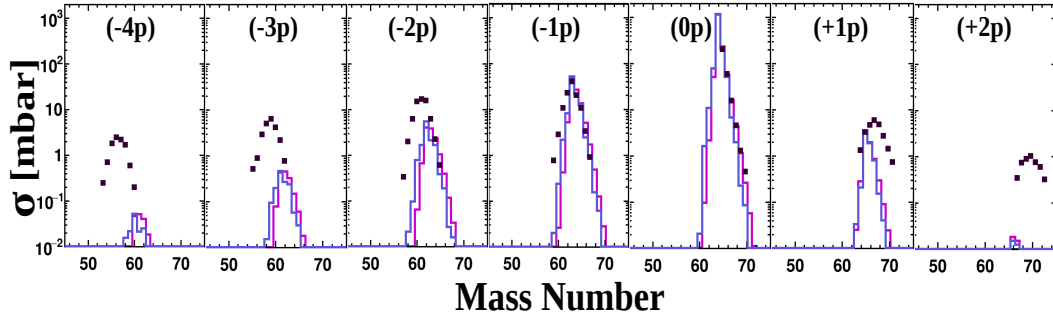 (-4p) (-3p) (-2p) (-1p) (0p) (+1p) (+2p)
10³
10²
10
1
10⁻¹
10⁻²
σ [mbar]
50 60 70 50 60 70 50 60 70 50 60 70 50 60 70 50 60 70 50 60 70
Mass Number